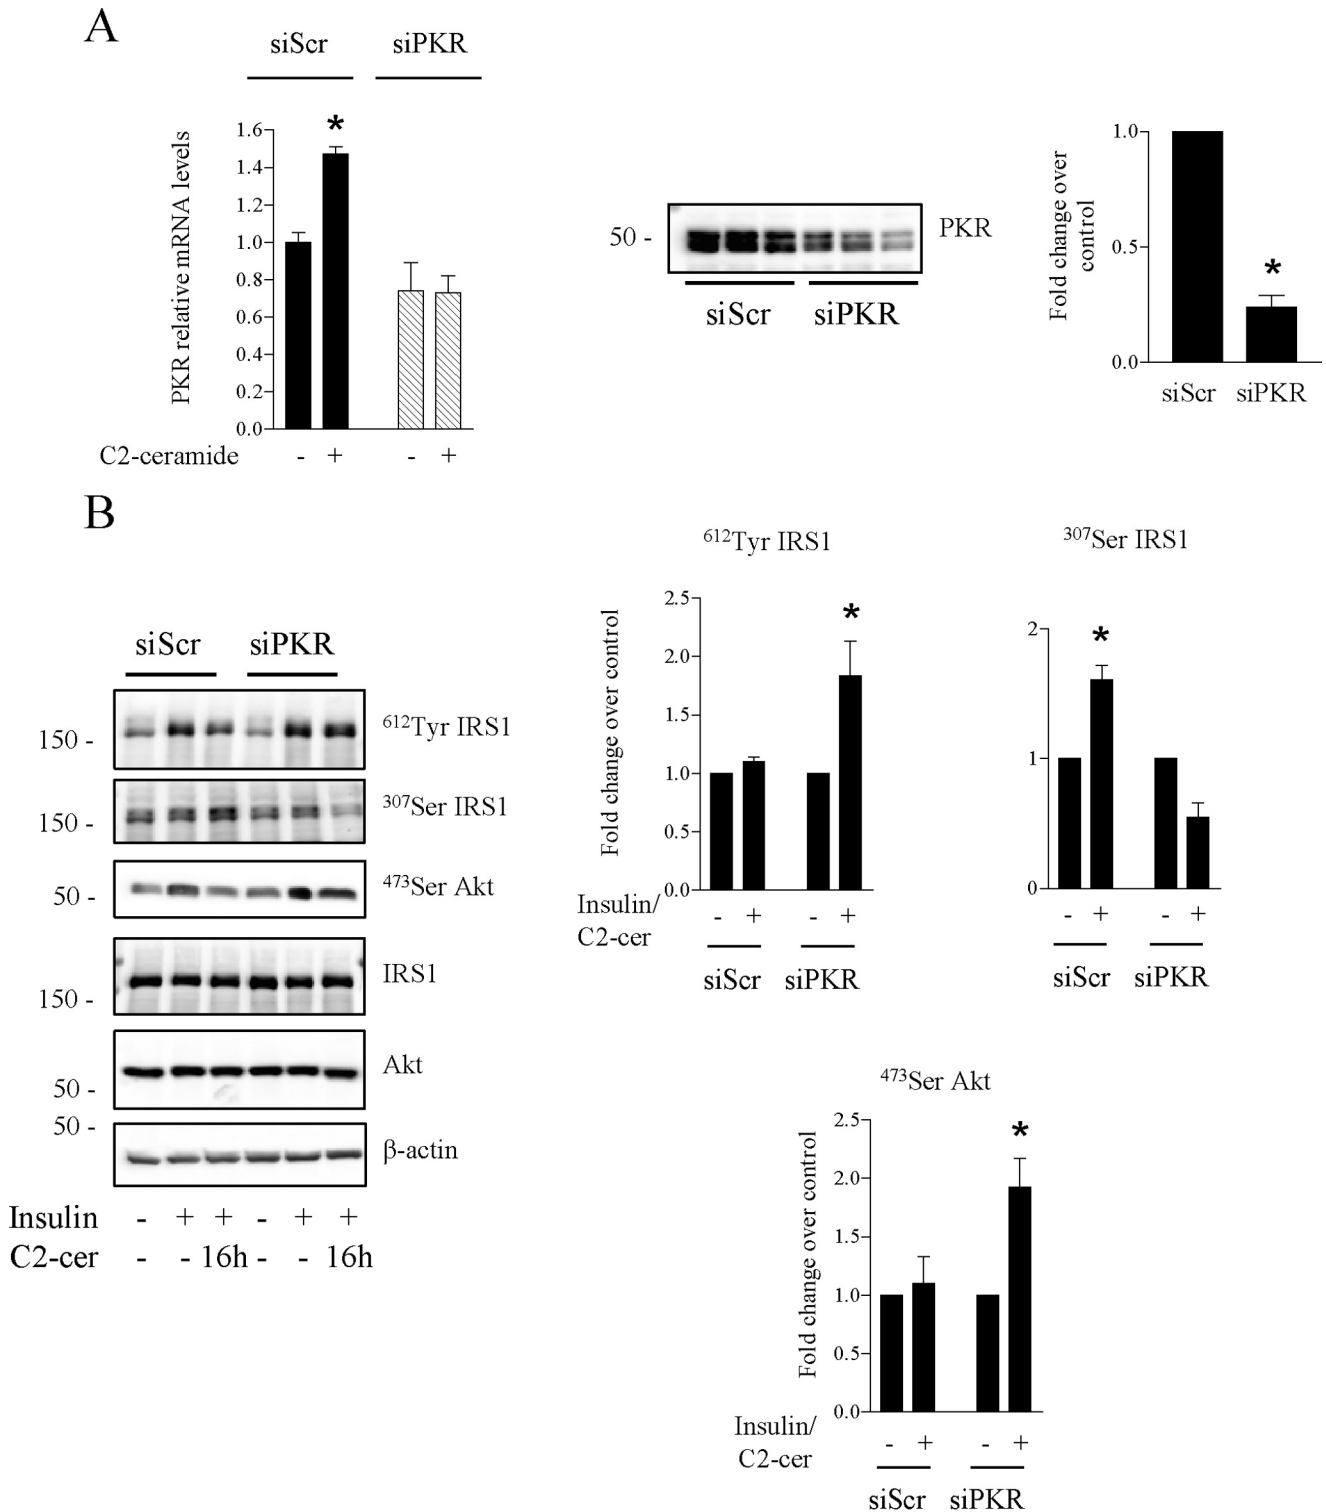 A
siScr siPKR
PKR relative mRNA levels
1.6
1.4
1.2
1.0
0.8
0.6
0.4
0.2
0.0
*
C2-ceramide - + - +
50 -
PKR
siScr siPKR
Fold change over
control
1.0
0.5
0.0
*
siScr siPKR
B
siScr siPKR
150 -
⁶¹²Tyr IRS1
150 -
³⁰⁷Ser IRS1
50 -
⁴⁷³Ser Akt
150 -
IRS1
50 -
Akt
50 -
β-actin
Insulin - + + - + +
C2-cer - - 16h - - 16h
⁶¹²Tyr IRS1
Fold change over control
2.5
2.0
1.5
1.0
0.5
0.0
*
Insulin/
C2-cer
- + - +
siScr siPKR
³⁰⁷Ser IRS1
2
1
0
*
- + - +
siScr siPKR
⁴⁷³Ser Akt
Fold change over control
2.5
2.0
1.5
1.0
0.5
0.0
*
Insulin/
C2-cer
- + - +
siScr siPKR